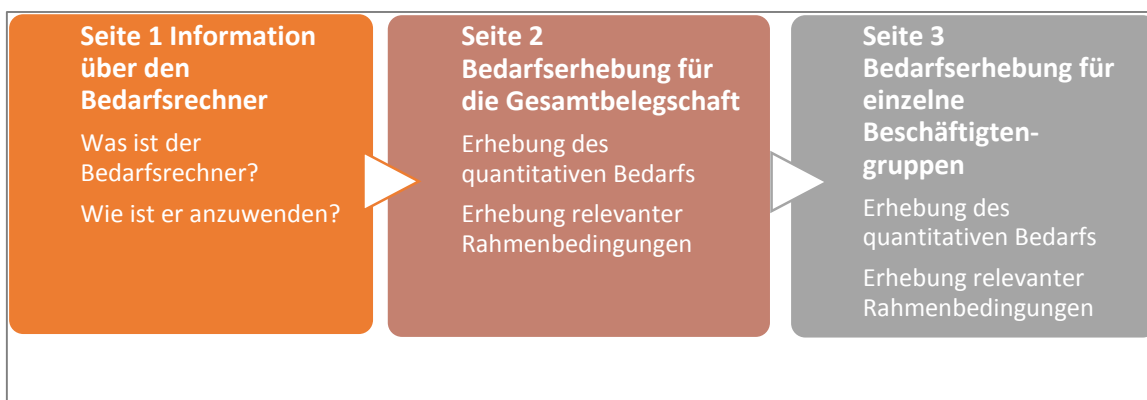 Seite 1 Information
über den
Bedarfsrechner
Was ist der
Bedarfsrechner?
Wie ist er anzuwenden?
Seite 2
Bedarfserhebung für
die Gesamtbelegschaft
Erhebung des
quantitativen Bedarfs
Erhebung relevanter
Rahmenbedingungen
Seite 3
Bedarfserhebung für
einzelne
Beschäftigten-
gruppen
Erhebung des
quantitativen Bedarfs
Erhebung relevanter
Rahmenbedingungen